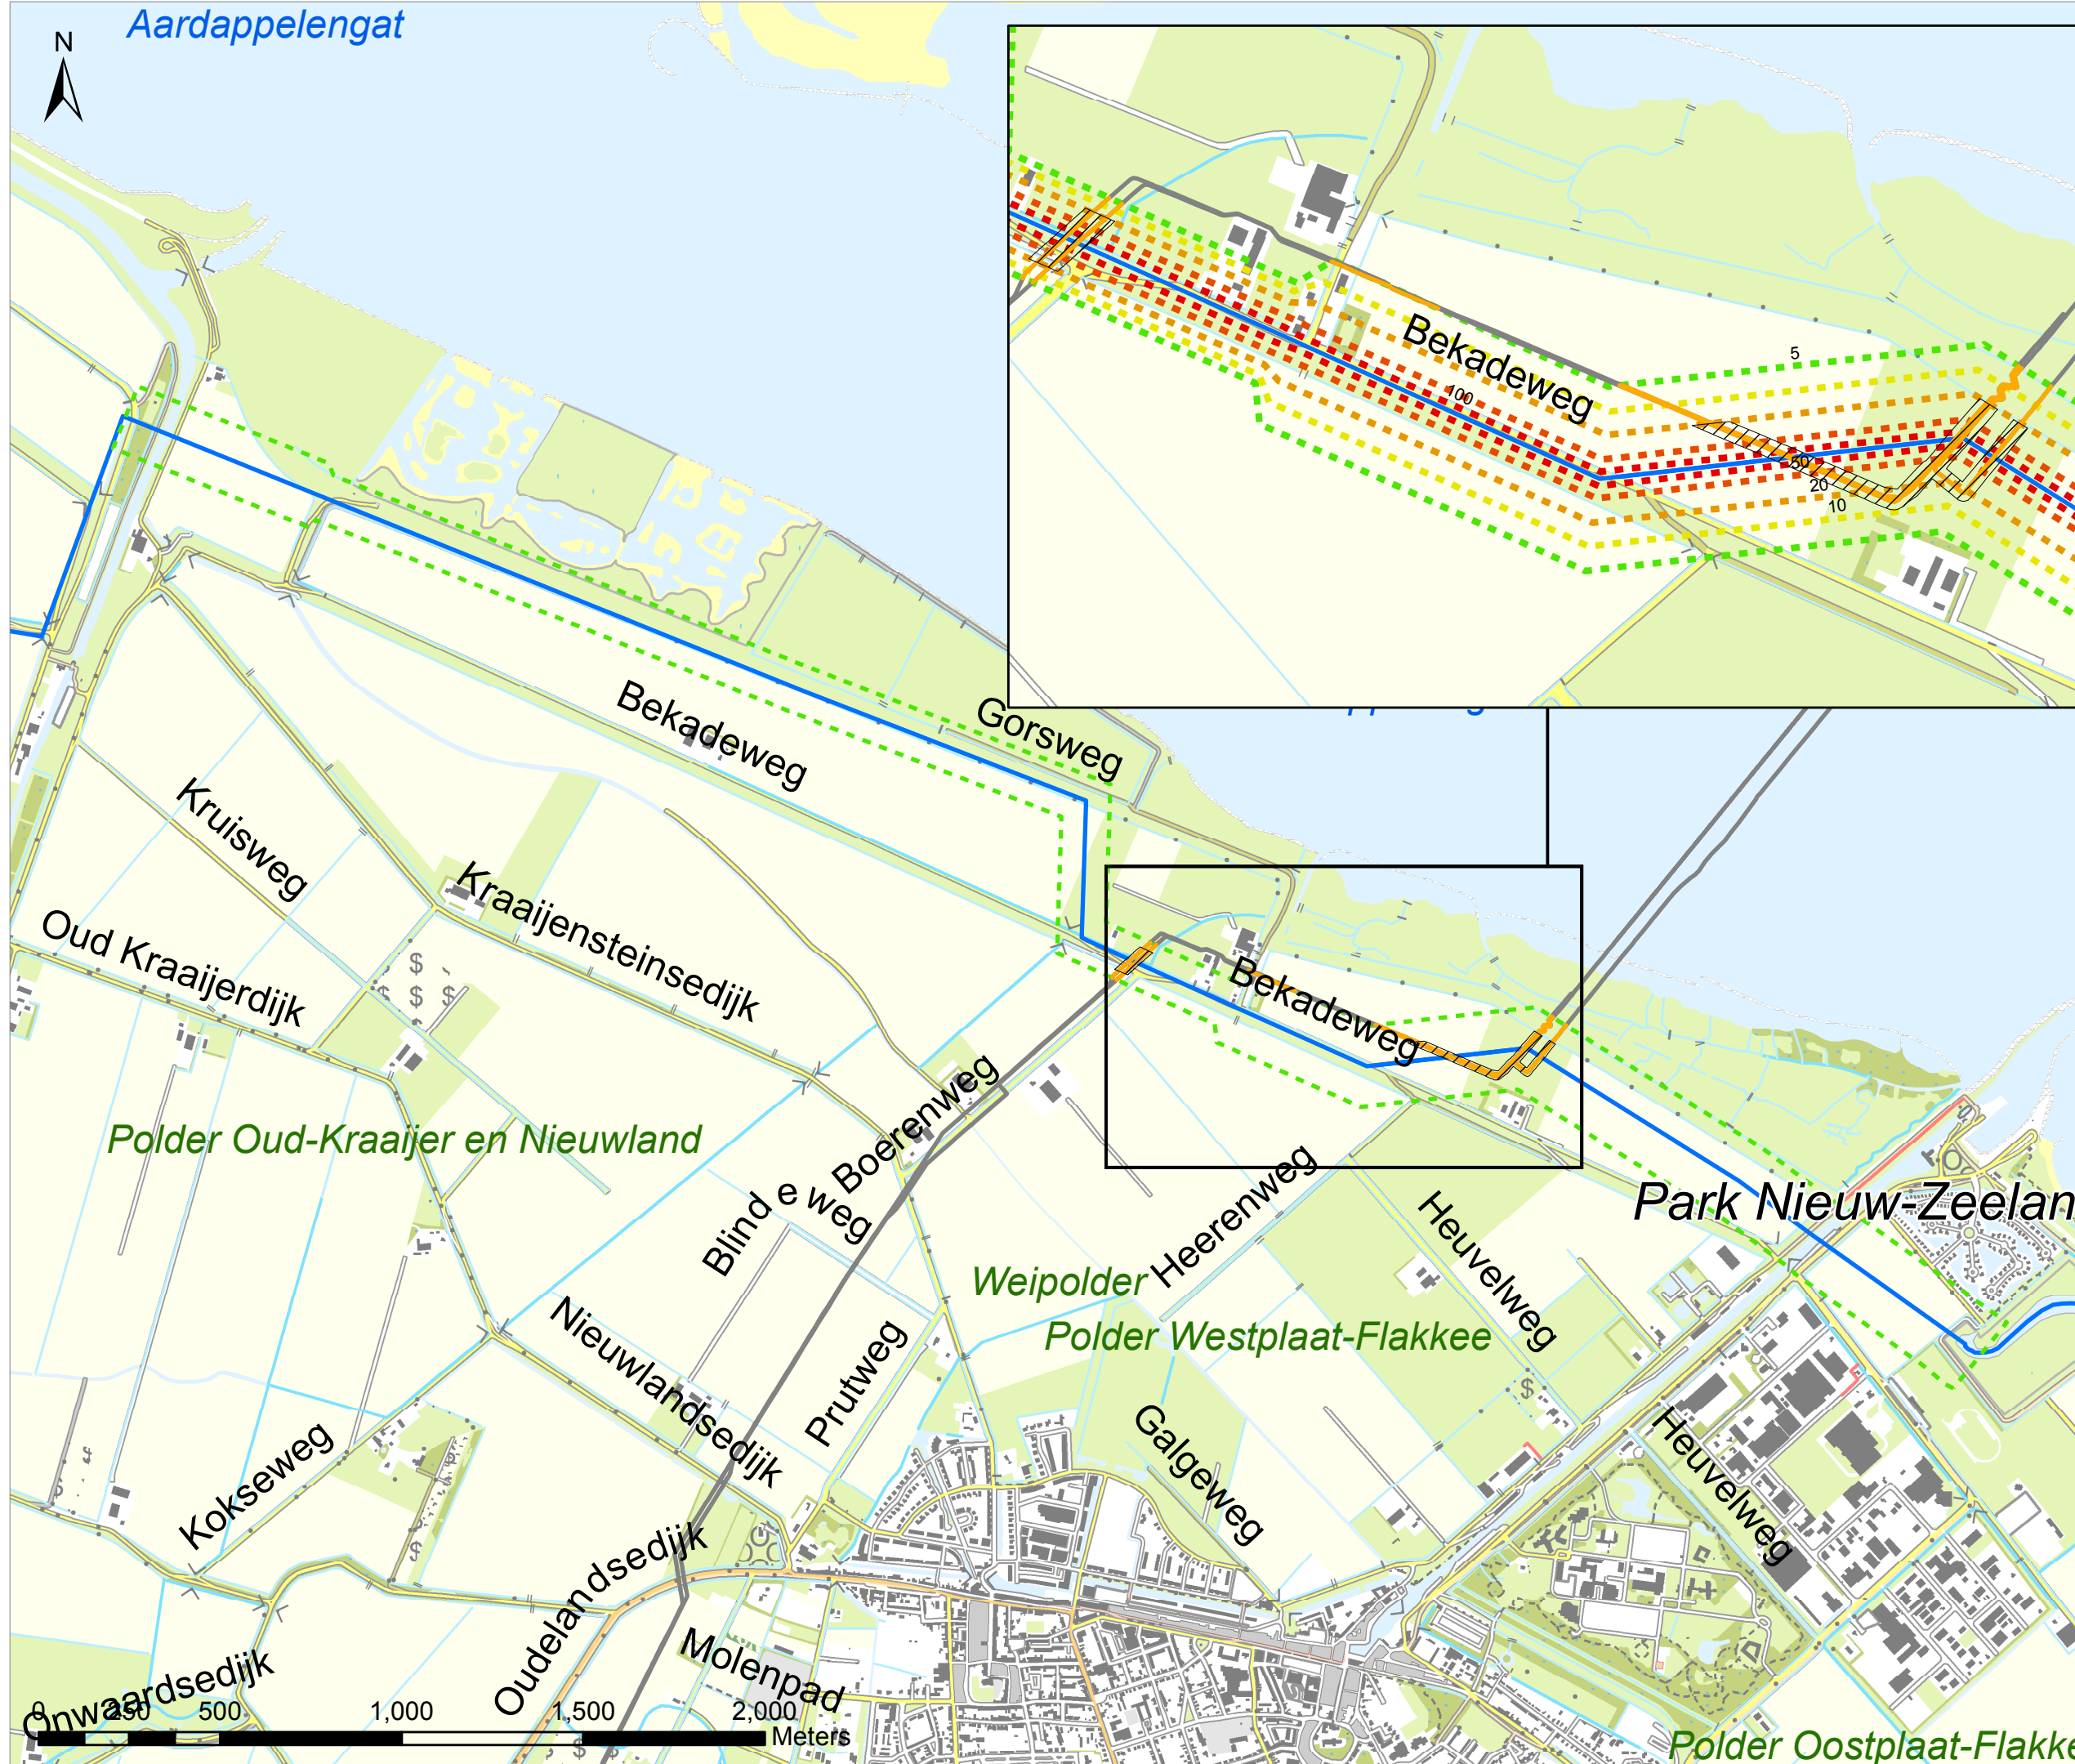 Aardappelengat
N
Bekadeweg
5
100
50
20
10
Gorsweg
Bekadeweg
Kruisweg
Kraaijensteinsedijk
Oud Kraaijerdijk
Bekadeweg
Boerenweg
Polder Oud-Kraaijer en Nieuwland
Blind e weg
Heerenweg
Heuvelweg
Park Nieuw-Zeelan
Weipolder
Polder Westplaat-Flakkee
Nieuwlandsedijk
Prutweg
Galgeweg
Heuvelweg
Kokseweg
Oudelandsedijk
Molenpad
Onwaardsedijk
0 250 500 1,000 1,500 2,000
Meters
Polder Oostplaat-Flakke